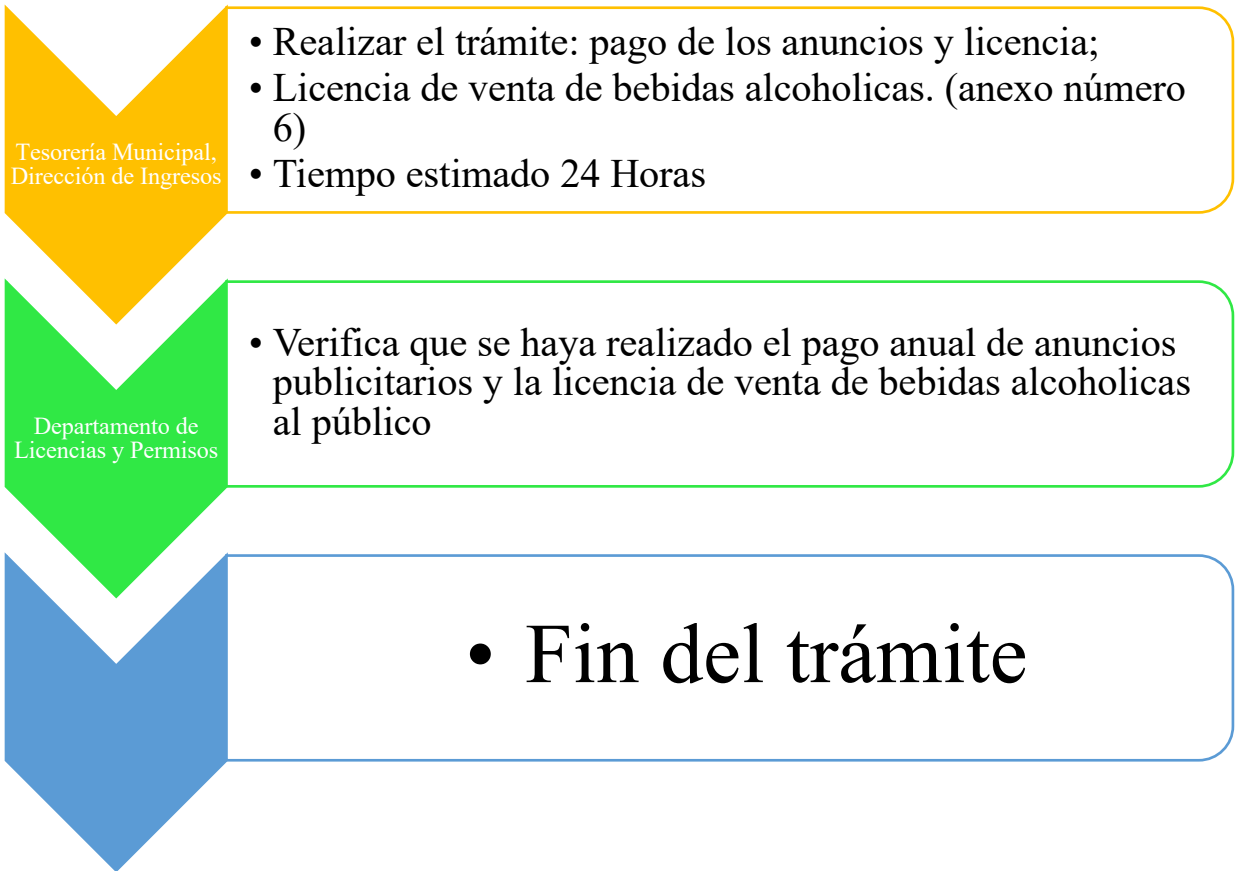 • Realizar el trámite: pago de los anuncios y licencia;
• Licencia de venta de bebidas alcoholicas. (anexo número
6)
• Tiempo estimado 24 Horas
Tesorería Municipal,
Dirección de Ingresos
• Verifica que se haya realizado el pago anual de anuncios
publicitarios y la licencia de venta de bebidas alcoholicas
al público
Departamento de
Licencias y Permisos
• Fin del trámite